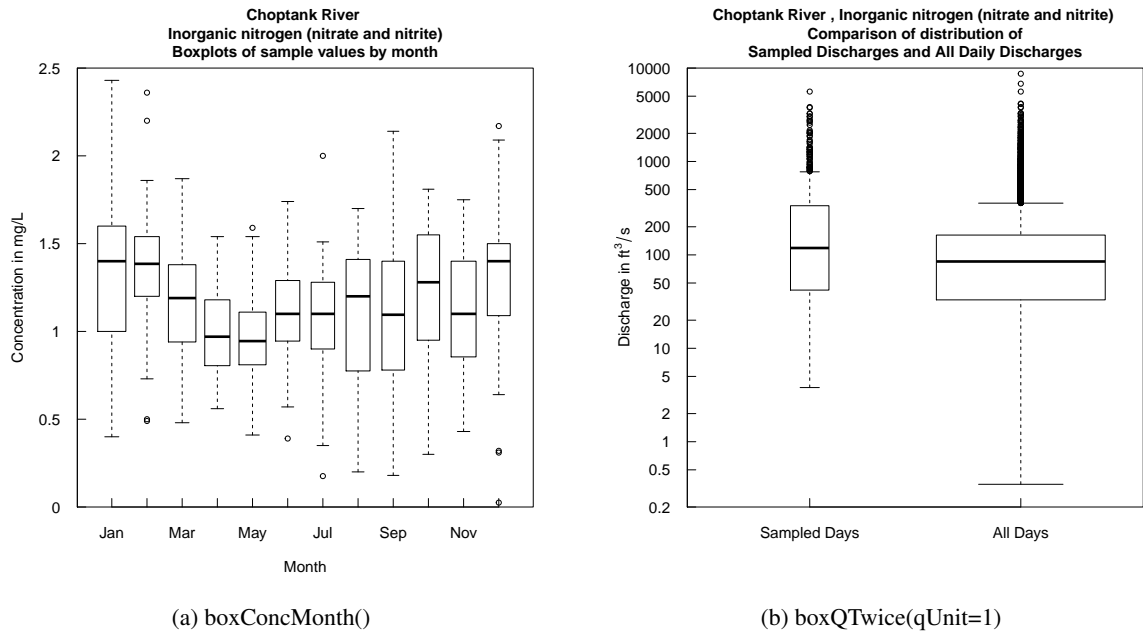 Choptank River
Inorganic nitrogen (nitrate and nitrite)
Boxplots of sample values by month
2.5
2
1.5
1
0.5
0
Concentration in mg/L
Jan Mar May Jul Sep Nov
Month
(a) boxConcMonth()
Choptank River , Inorganic nitrogen (nitrate and nitrite)
Comparison of distribution of
Sampled Discharges and All Daily Discharges
10000
5000
2000
1000
500
200
100
50
20
10
5
2
1
0.5
0.2
Discharge in ft³/s
Sampled Days All Days
(b) boxQTwice(qUnit=1)